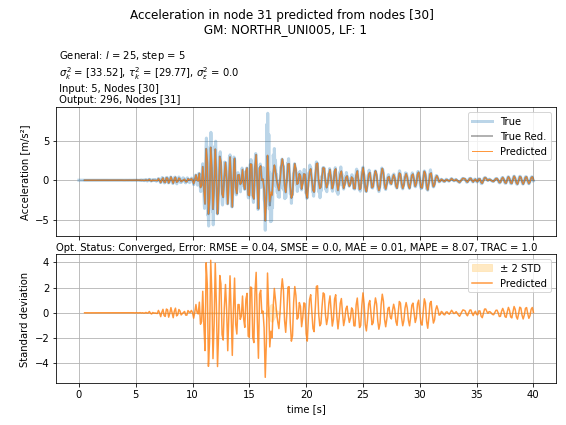 Acceleration in node 31 predicted from nodes [30]
GM: NORTHR_UNI005, LF: 1
General: l = 25, step = 5
σ²ₖ = [33.52], τ²ₖ = [29.77], σ²_ε = 0.0
Input: 5, Nodes [30]
Output: 296, Nodes [31]
Acceleration [m/s²]
5
0
−5
True
True Red.
Predicted
Opt. Status: Converged, Error: RMSE = 0.04, SMSE = 0.0, MAE = 0.01, MAPE = 8.07, TRAC = 1.0
Standard deviation
4
2
0
−2
−4
± 2 STD
Predicted
0 5 10 15 20 25 30 35 40
time [s]